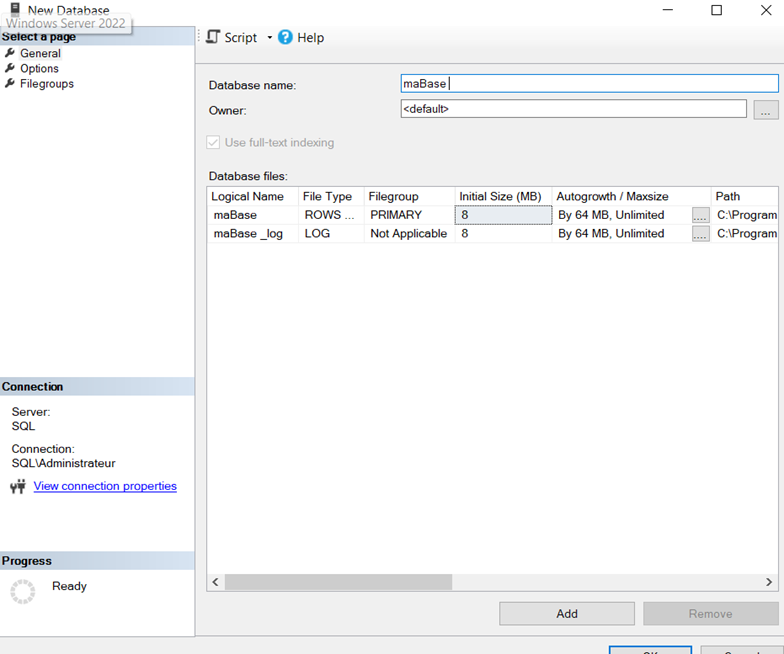 New Database
Windows Server 2022
Select a page
General
Options
Filegroups
Script
Help
Database name:
maBase
Owner:
<default>
...
Use full-text indexing
Database files:
Logical Name File Type Filegroup Initial Size (MB) Autogrowth / Maxsize Path
maBase ROWS ... PRIMARY 8 By 64 MB, Unlimited .... C:\Program
maBase _log LOG Not Applicable 8 By 64 MB, Unlimited .... C:\Program
Connection
Server:
SQL
Connection:
SQL\Administrateur
View connection properties
Progress
Ready
Add Remove